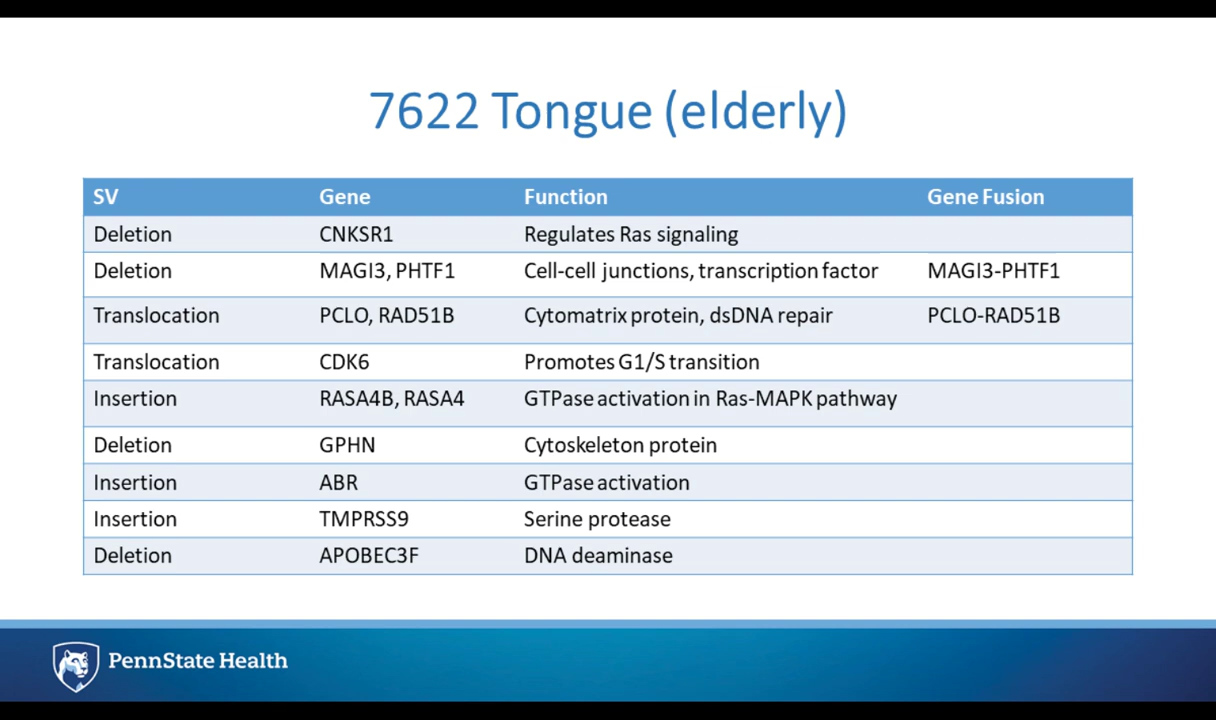 7622 Tongue (elderly)
SV Gene Function Gene Fusion
Deletion CNKSR1 Regulates Ras signaling
Deletion MAGI3, PHTF1 Cell-cell junctions, transcription factor MAGI3-PHTF1
Translocation PCLO, RAD51B Cytomatrix protein, dsDNA repair PCLO-RAD51B
Translocation CDK6 Promotes G1/S transition
Insertion RASA4B, RASA4 GTPase activation in Ras-MAPK pathway
Deletion GPHN Cytoskeleton protein
Insertion ABR GTPase activation
Insertion TMPRSS9 Serine protease
Deletion APOBEC3F DNA deaminase
PennState Health